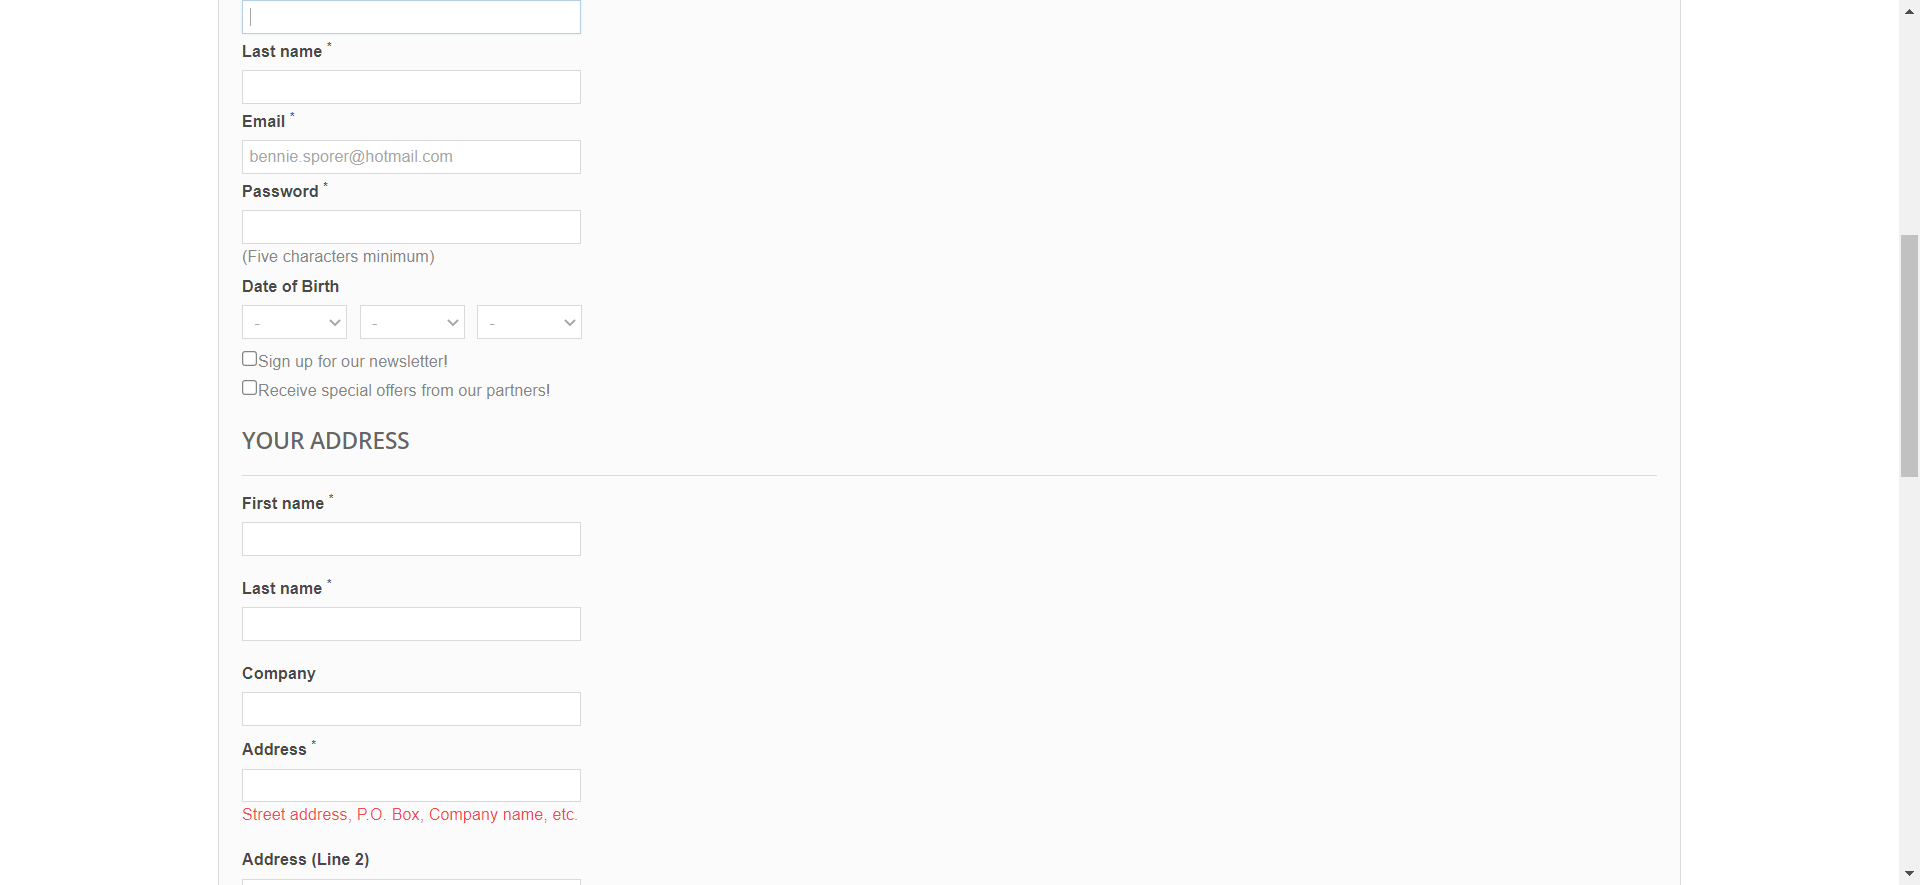 Last name *
Email *
bennie.sporer@hotmail.com
Password *
(Five characters minimum)
Date of Birth
- - -
Sign up for our newsletter!
Receive special offers from our partners!
YOUR ADDRESS
First name *
Last name *
Company
Address *
Street address, P.O. Box, Company name, etc.
Address (Line 2)